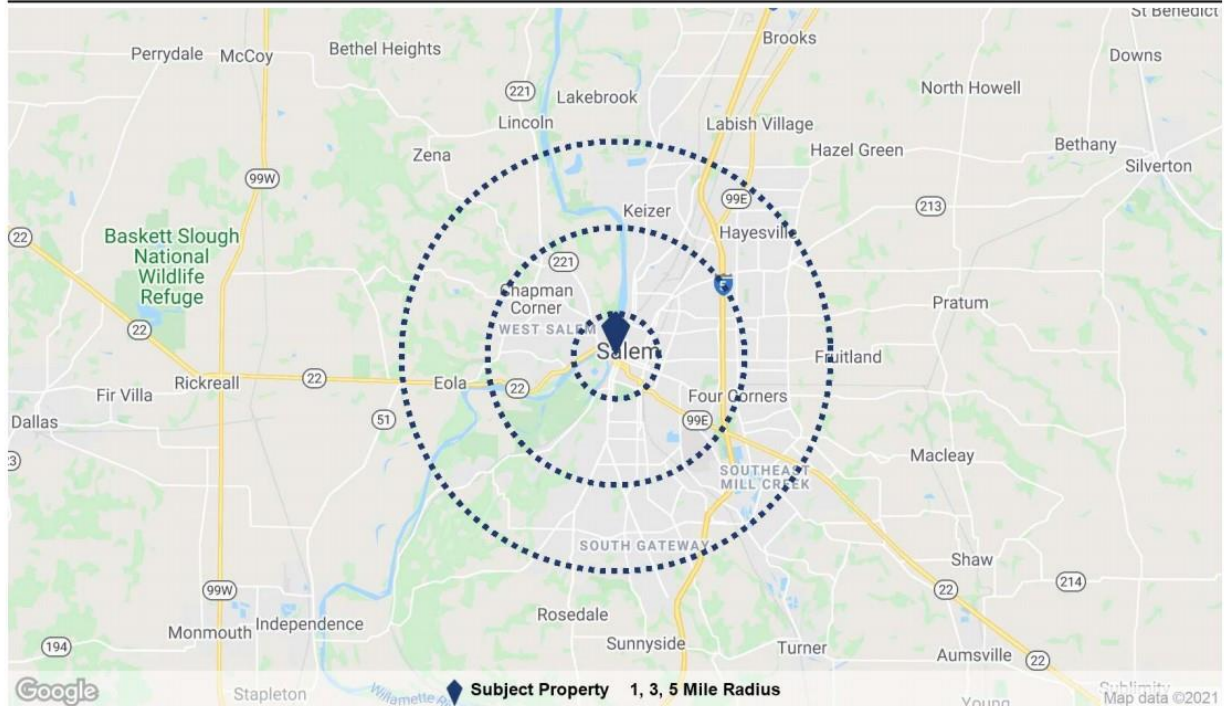 St Benedict
Brooks
Bethel Heights
Perrydale
McCoy
Downs
221
Lakebrook
North Howell
Lincoln
Labish Village
Zena
Hazel Green
Bethany
Silverton
99W
99E
213
Keizer
22
Baskett Slough
National
Wildlife
Refuge
Hayesville
221
5
Chapman
Corner
Pratum
22
WEST SALEM
Salem
Fruitland
Rickreall
22
Eola
22
Fir Villa
Four Corners
99E
51
Dallas
Macleay
SOUTHEAST
MILL CREEK
SOUTH GATEWAY
Shaw
214
99W
22
Rosedale
Independence
Monmouth
194
Sunnyside
Turner
Aumsville
22
Google
Stapleton
Subject Property 1, 3, 5 Mile Radius
Sublimity
Young
Map data ©2021